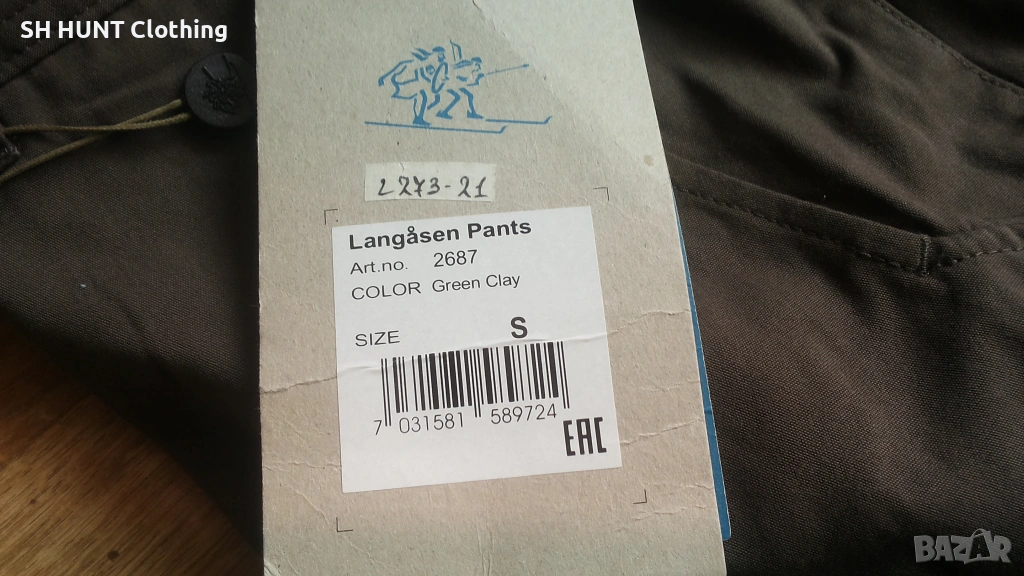 SH HUNT Clothing
2273-21
Langåsen Pants
Art.no. 2687
COLOR Green Clay
SIZE S
7 031581 589724
EAC
BAZAR